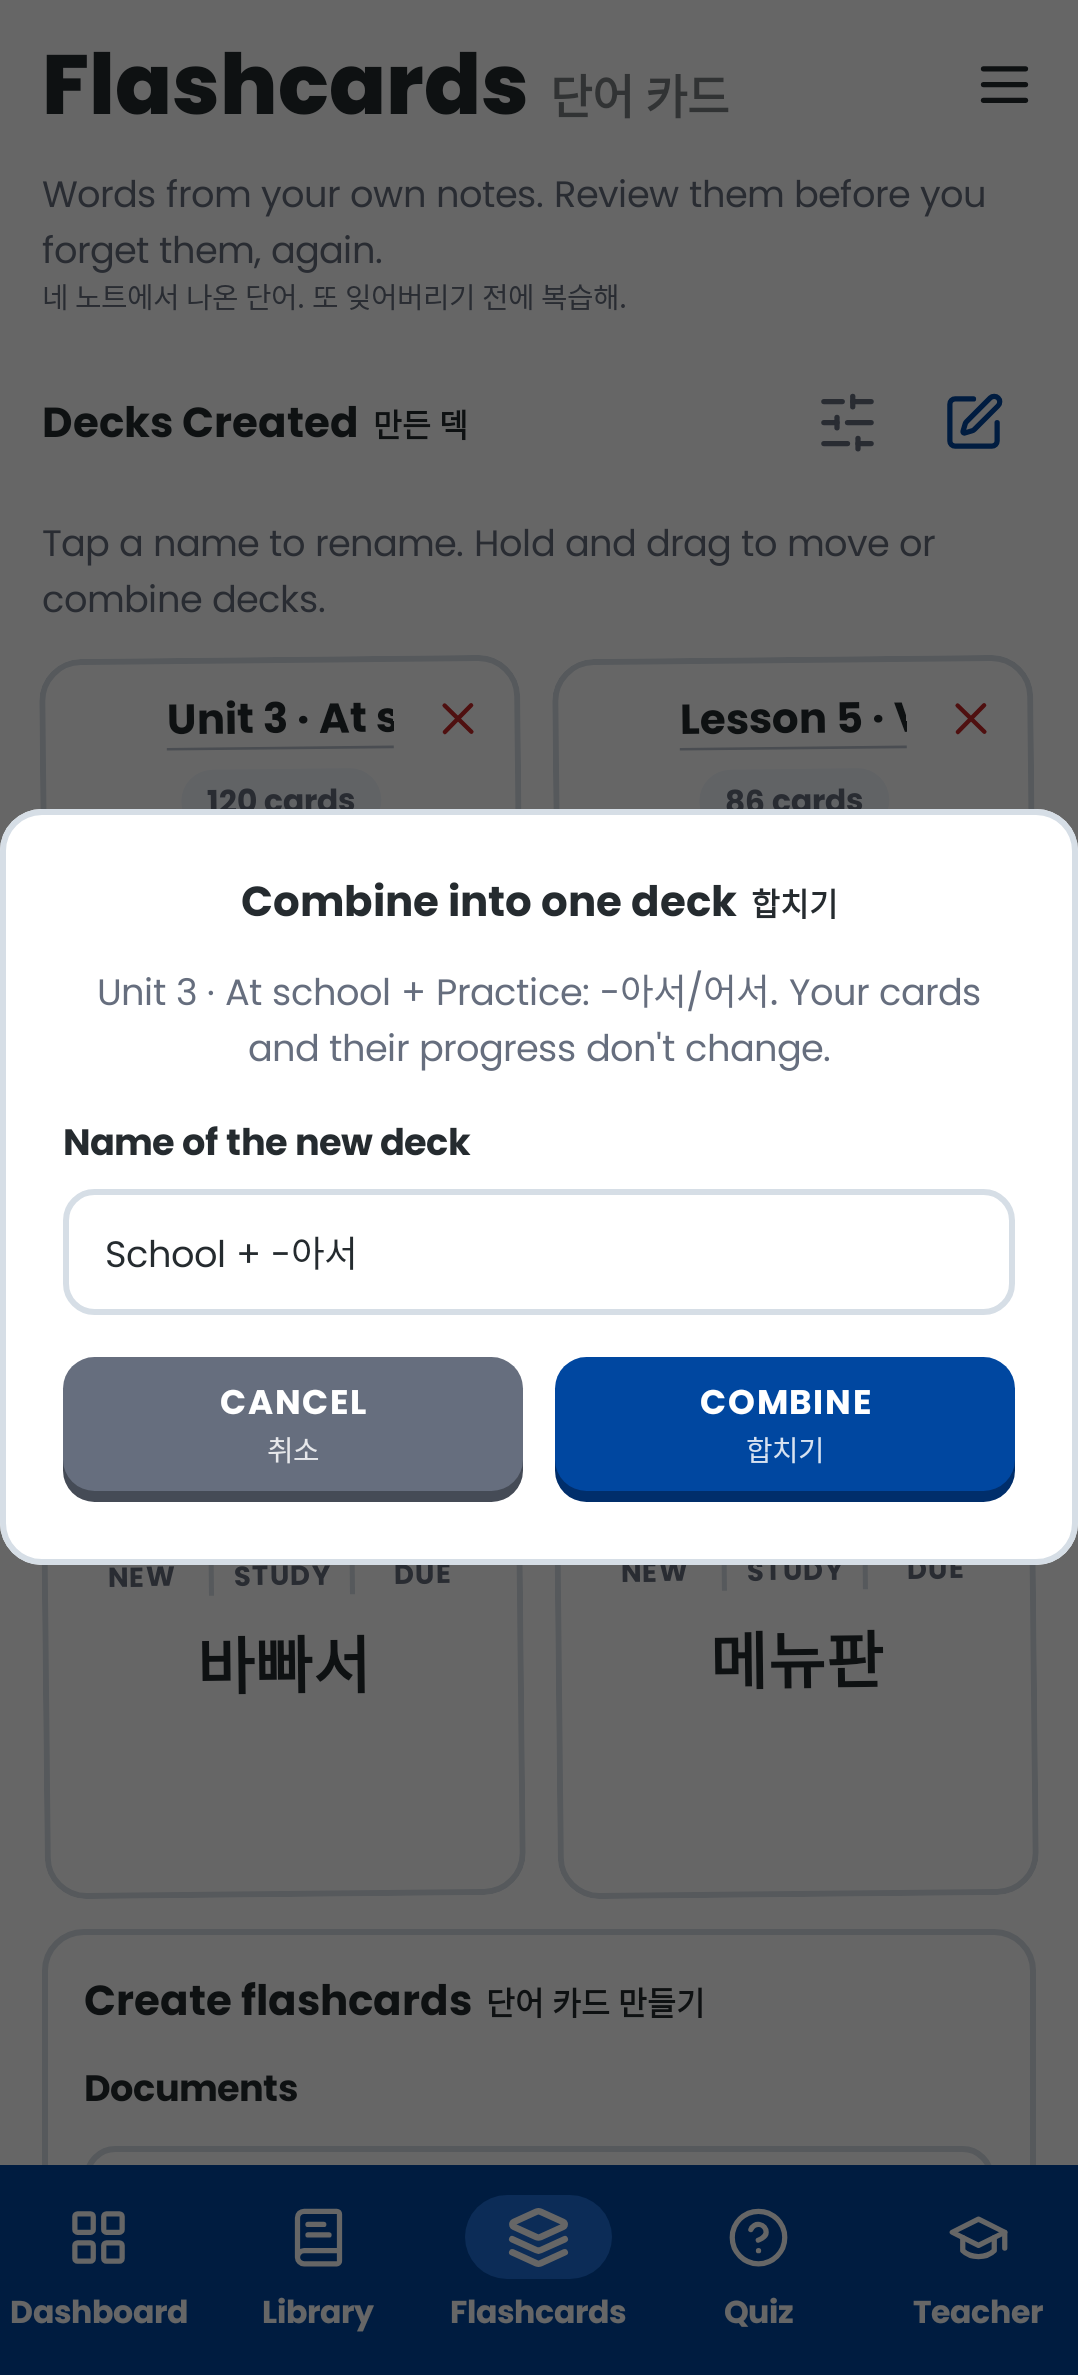 Flashcards 단어 카드
Words from your own notes. Review them before you
forget them, again.
네 노트에서 나온 단어. 또 잊어버리기 전에 복습해.
Decks Created 만든 덱
Tap a name to rename. Hold and drag to move or
combine decks.
Unit 3 · At s
Lesson 5 ·
120 cards
86 cards
Combine into one deck 합치기
Unit 3 · At school + Practice: -아서/어서. Your cards
and their progress don't change.
Name of the new deck
School + -아서
CANCEL
취소
COMBINE
합치기
NEW STUDY DUE
NEW STUDY DUE
바빠서
메뉴판
Create flashcards 단어 카드 만들기
Documents
Dashboard Library Flashcards Quiz Teacher